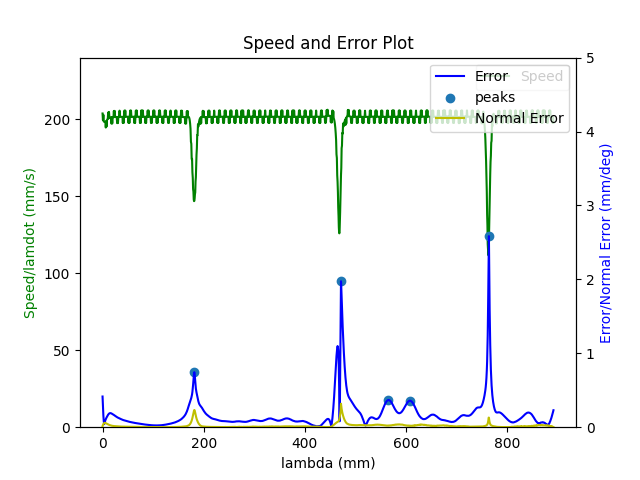 Speed and Error Plot
Speed/lamdot (mm/s)
200
150
100
50
0
0 200 400 600 800
lambda (mm)
5
4
3
2
1
0
Error/Normal Error (mm/deg)
Error
peaks
Normal Error
Speed